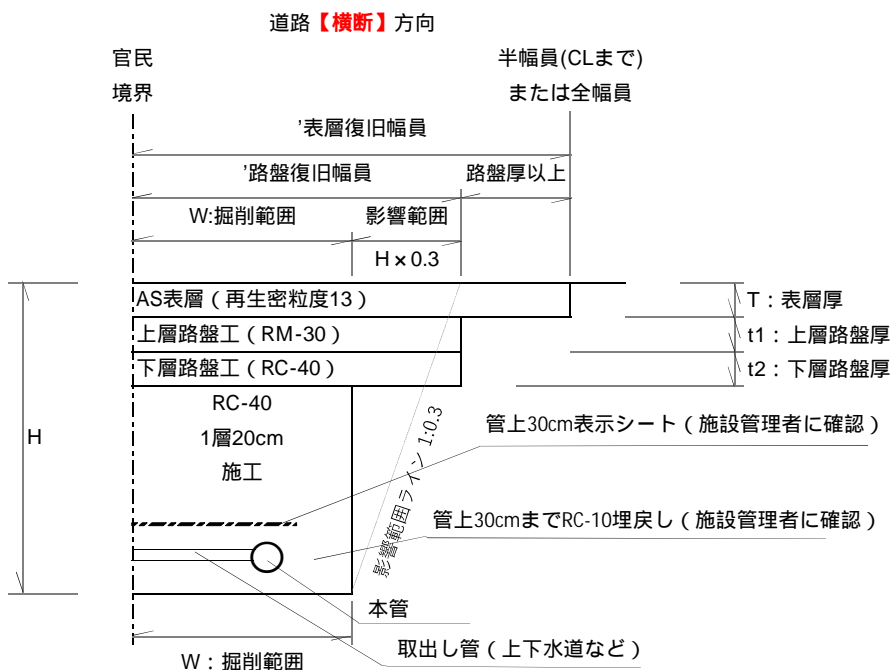 道路【横断】方向
官民
境界
半幅員(CLまで)
または全幅員
’表層復旧幅員
’路盤復旧幅員
路盤厚以上
W:掘削範囲
影響範囲
H×0.3
AS表層（再生密粒度13）
T：表層厚
上層路盤工（RM-30）
t1：上層路盤厚
下層路盤工（RC-40）
t2：下層路盤厚
RC-40
1層20cm
施工
H
影響範囲ライン 1:0.3
管上30cm表示シート（施設管理者に確認）
管上30cmまでRC-10埋戻し（施設管理者に確認）
本管
取出し管（上下水道など）
W：掘削範囲